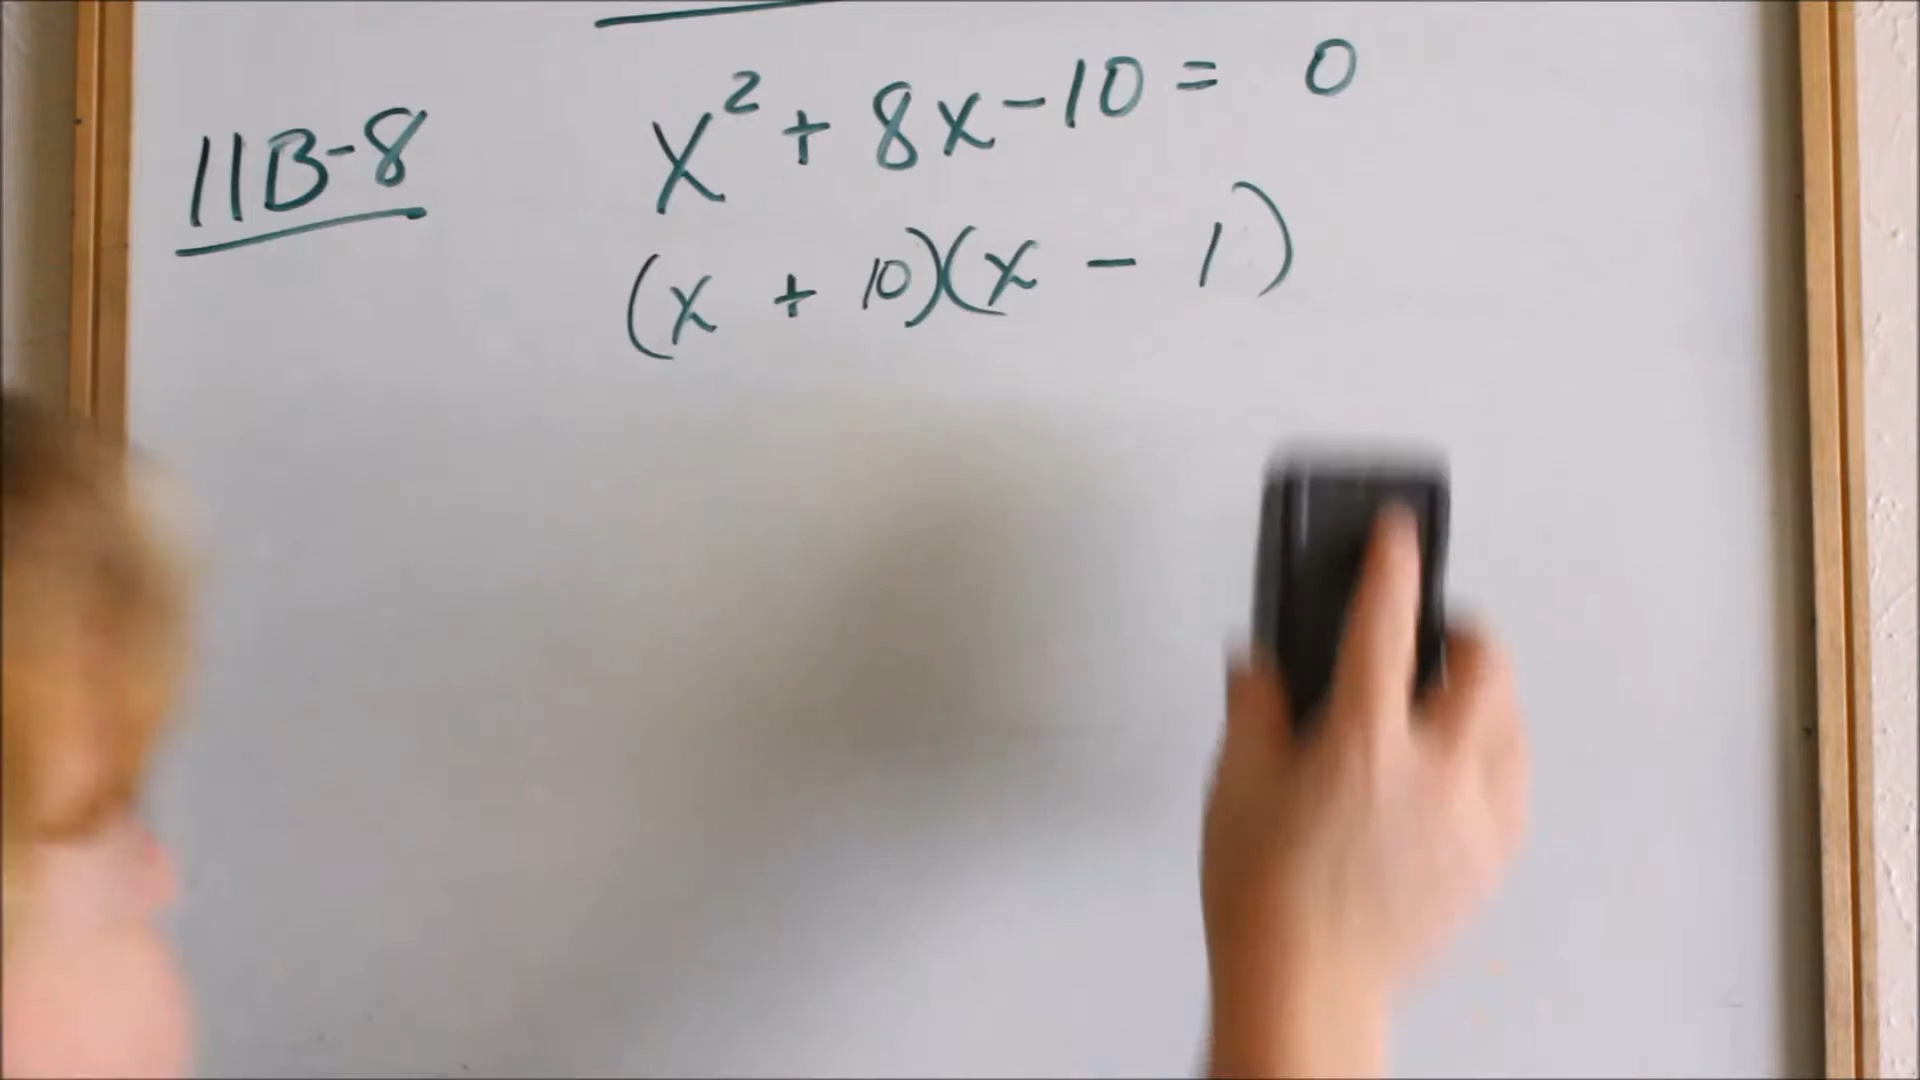 11B-8
x² + 8x - 10 = 0
(x + 10)(x - 1)